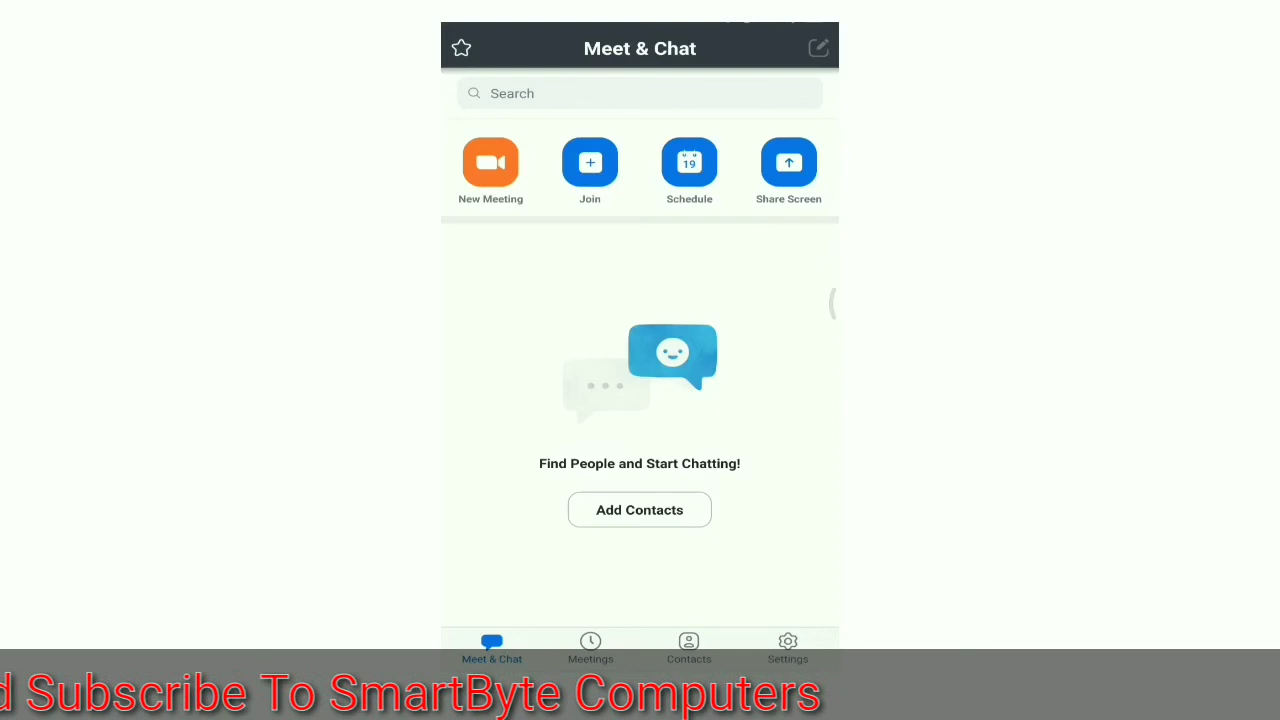 Meet & Chat
Search
New Meeting
Join
19
Schedule
Share Screen
Find People and Start Chatting!
Add Contacts
Meet & Chat
Meetings
Contacts
Settings
d Subscribe To SmartByte Computers